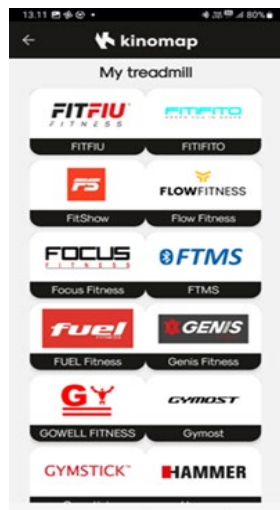 13.11 80%
kinomap
My treadmill
FITFIU FITIFITO
FITNESS
FITFIU FITIFITO
FS FLOWFITNESS
FitShow Flow Fitness
FOCUS FTMS
FITNESS
Focus Fitness FTMS
fuel GENIS
FUEL Fitness Genis Fitness
GY GYMOST
GOWELL FITNESS Gymost
GYMSTICK HAMMER